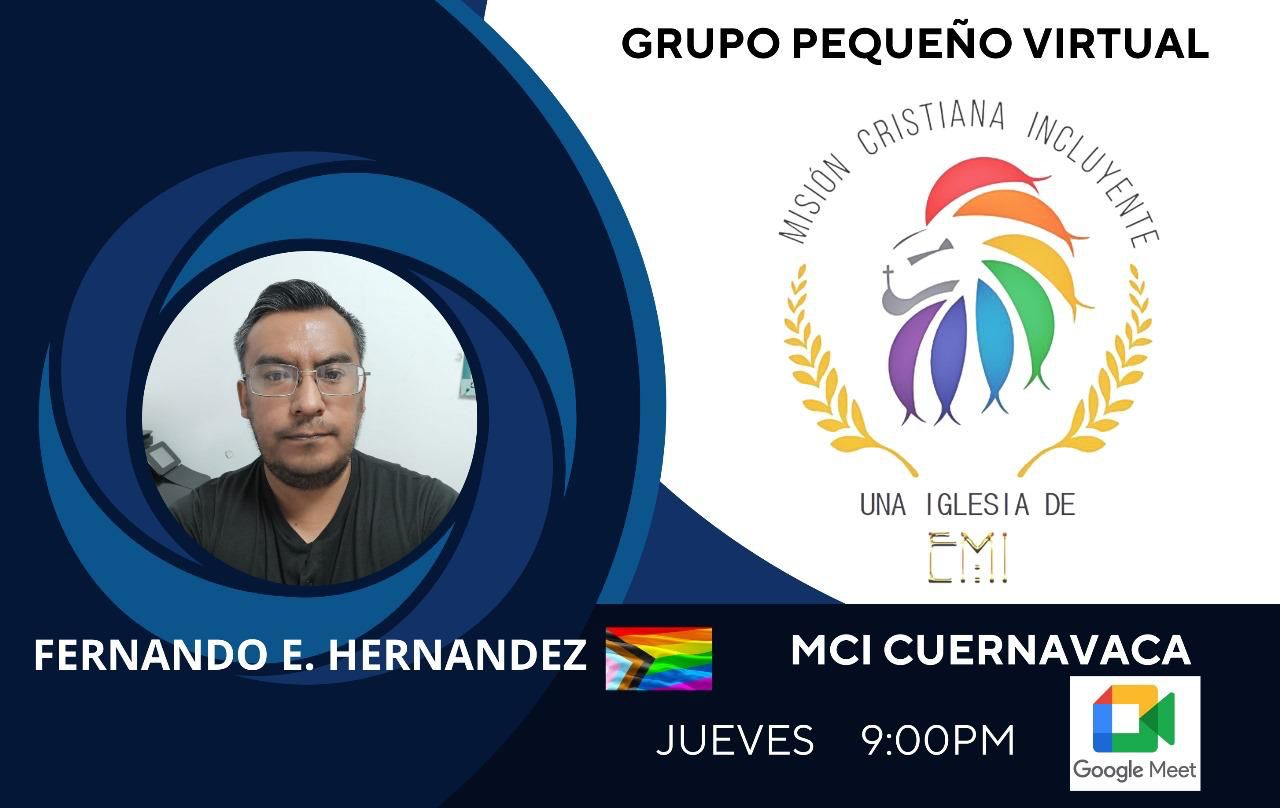 GRUPO PEQUEÑO VIRTUAL
MISIÓN CRISTIANA INCLUYENTE
UNA IGLESIA DE
EMI
FERNANDO E. HERNANDEZ
MCI CUERNAVACA
JUEVES 9:00PM
Google Meet